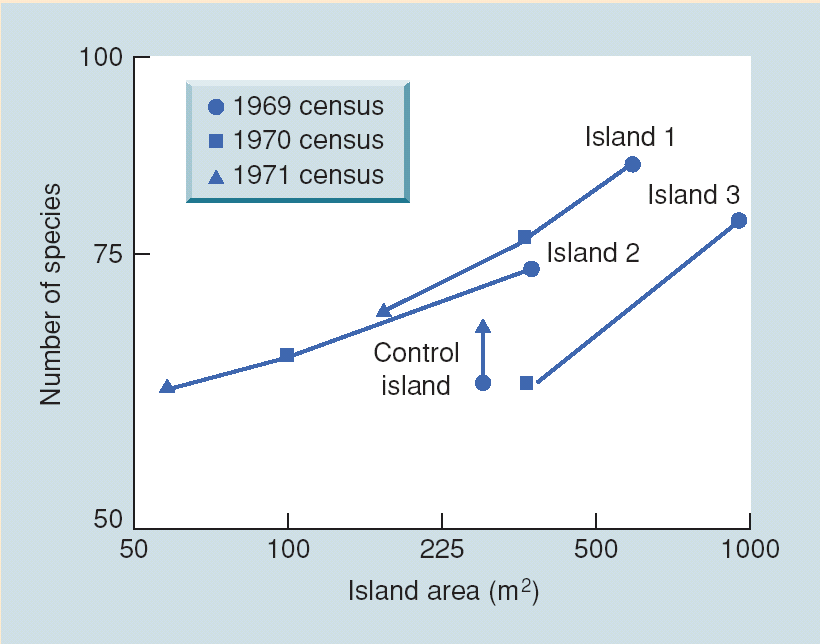 100
1969 census
1970 census
1971 census
Island 1
Island 3
75
Island 2
Number of species
Control
island
50
50 100 225 500 1000
Island area (m²)